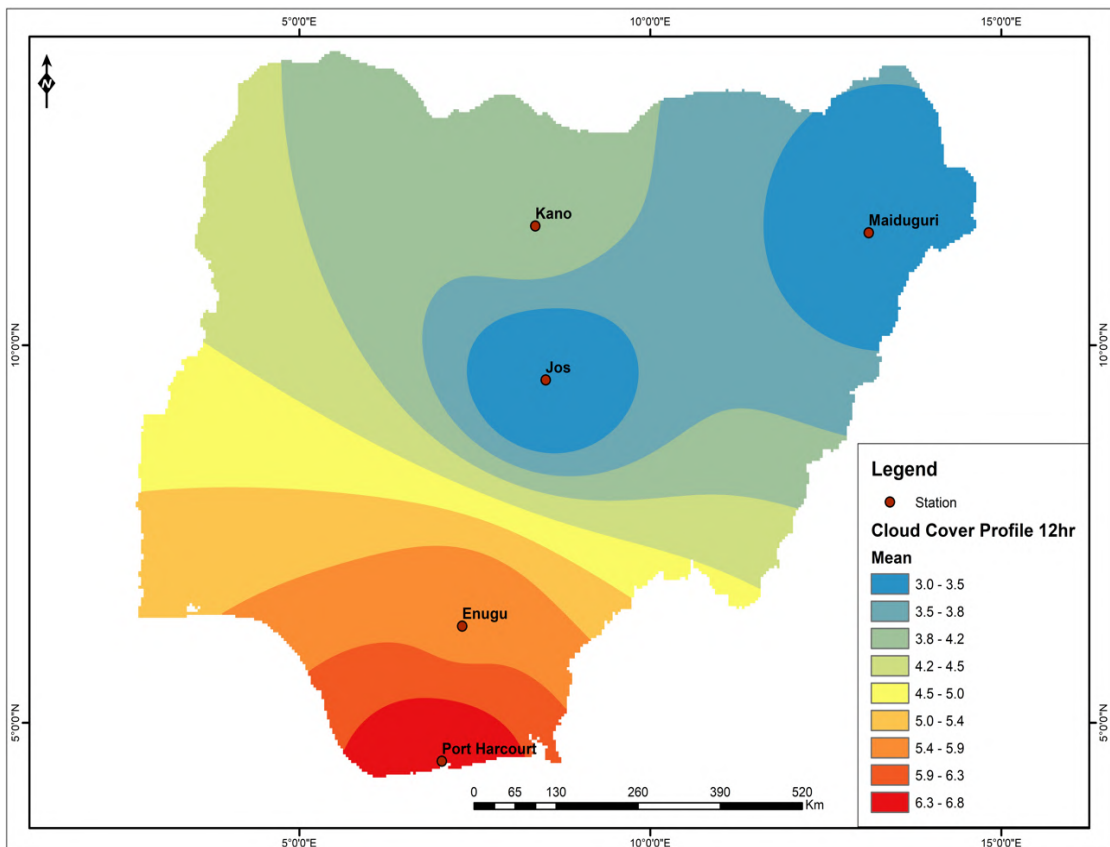 5°0'0"E 10°0'0"E 15°0'0"E
N
Kano
Maiduguri
10°0'0"N 10°0'0"N
Jos
Legend
Station
Cloud Cover Profile 12hr
Mean
3.0 - 3.5
3.5 - 3.8
3.8 - 4.2
4.2 - 4.5
4.5 - 5.0
5.0 - 5.4
5.4 - 5.9
5.9 - 6.3
6.3 - 6.8
Enugu
5°0'0"N 5°0'0"N
Port Harcourt
0 65 130 260 390 520
Km
5°0'0"E 10°0'0"E 15°0'0"E